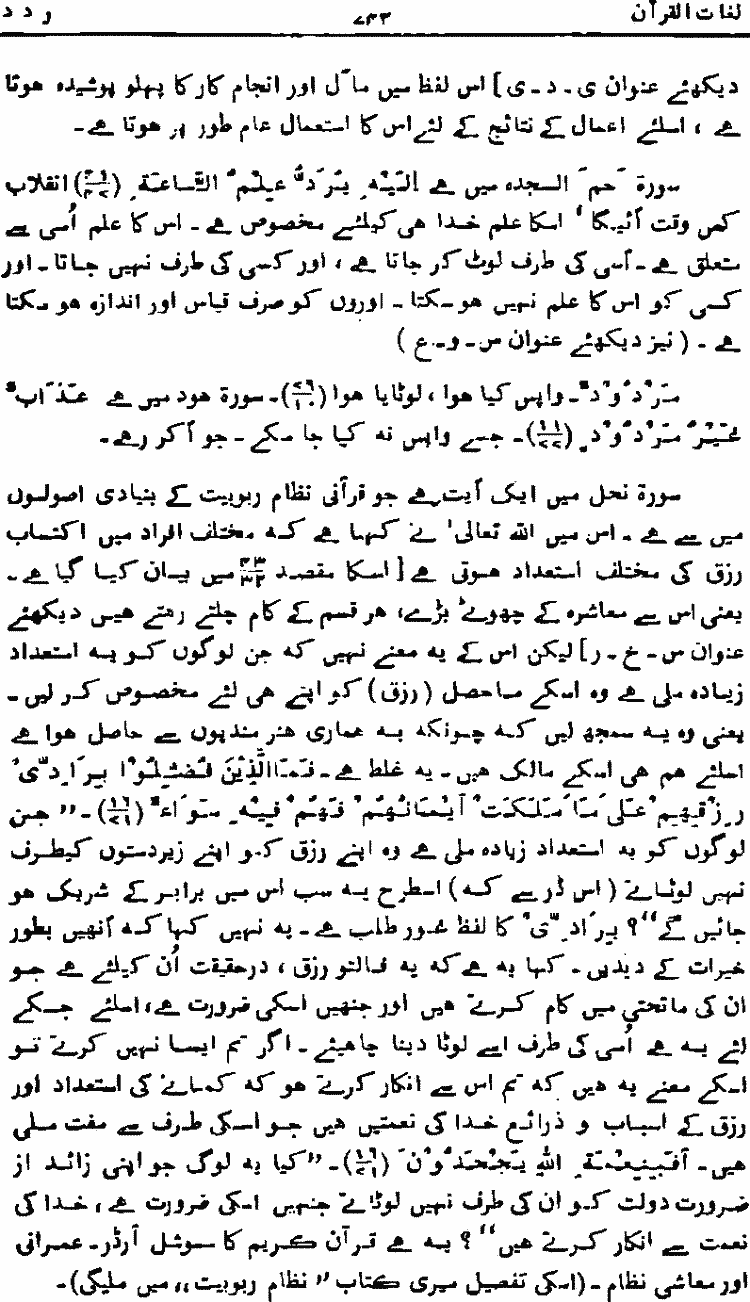 لغات القرآن ۷۴۳ ر د د
دیکھئے عنوان ی ۔ د ۔ ی] اس لفظ میں مآل اور انجام کار کا پہلو پوشیدہ ہوتا
ہے ، اسلئے اعمال کے نتائج کے لئے اس کا استعمال عام طور پر ہوتا ہے۔
سورۃ حٰم السجدہ میں ہے اِلَیْہِ یُرَدُّ عِلْمُ السَّاعَۃِ (۴۱/۴۷) انقلاب
کس وقت آئیگا ' اسکا علم خدا ہی کیلئے مخصوص ہے ۔ اس کا علم اُسی سے
متعلق ہے ۔ اُسی کی طرف لوٹ کر جاتا ہے ، اور کسی کی طرف نہیں جاتا ۔ اور
کسی کو اس کا علم نہیں ہو سکتا ۔ اوروں کو صرف قیاس اور اندازہ ہو سکتا
ہے ۔ ( نیز دیکھئے عنوان س ۔ و ۔ ع )
مَرْدُوْدٌ ۔ واپس کیا ہوا ، لوٹایا ہوا (۷۹/۱۰)۔ سورۃ ہود میں ہے عَذَابٌ
غَیْرُ مَرْدُوْدٍ (۱۱/۷۶)۔ جسے واپس نہ کیا جا سکے ۔ جو آ کر رہے۔
سورۃ نحل میں ایک آیت ہے جو قرآنی نظام ربوبیت کے بنیادی اصولوں
میں سے ہے ۔ اس میں اللہ تعالیٰ نے کہا ہے کہ مختلف افراد میں اکتساب
رزق کی مختلف استعداد ہوتی ہے [اسکا مقصد ۴۳/۳۲ میں بیان کیا گیا ہے ۔
یعنی اس سے معاشرہ کے چھوٹے بڑے، ہر قسم کے کام چلتے رہتے ہیں دیکھئے
عنوان س ۔ خ ۔ ر] لیکن اس کے یہ معنے نہیں کہ جن لوگوں کو یہ استعداد
زیادہ ملی ہے وہ اسکے ماحصل (رزق) کو اپنے ہی لئے مخصوص کر لیں ۔
یعنی وہ یہ سمجھ لیں کہ چونکہ یہ ہماری ہنر مندیوں سے حاصل ہوا ہے
اسلئے ہم ہی اسکے مالک ہیں ۔ یہ غلط ہے ۔ فَمَا الَّذِیْنَ فُضِّلُوْا بِرَادِّیْ
رِزْقِہِمْ عَلٰی مَا مَلَکَتْ اَیْمَانُہُمْ فَہُمْ فِیْہِ سَوَاءٌ (۱۶/۷۱)۔ ’’ جن
لوگوں کو یہ استعداد زیادہ ملی ہے وہ اپنے رزق کو اپنے زیردستوں کیطرف
نہیں لوٹاتے ( اس ڈر سے کہ ) اسطرح یہ سب اس میں برابر کے شریک ہو
جائیں گے‘‘؟ بِرَادِّیْ کا لفظ غور طلب ہے ۔ یہ نہیں کہا کہ اُنھیں بطور
خیرات کے دیدیں ۔ کہا یہ ہے کہ یہ فالتو رزق ، درحقیقت اُن کیلئے ہے جو
ان کی ماتحتی میں کام کرتے ہیں اور جنھیں اسکی ضرورت ہے، اسلئے جسکے
لئے یہ ہے اُسی کی طرف اسے لوٹا دینا چاہیئے ۔ اگر تم ایسا نہیں کرتے تو
اسکے معنے یہ ہیں کہ تم اس سے انکار کرتے ہو کہ کمانے کی استعداد اور
رزق کے اسباب و ذرائع خدا کی نعمتیں ہیں جو اسکی طرف سے مفت ملی
ہیں ۔ اَفَبِنِعْمَۃِ اللّٰہِ یَجْحَدُوْنَ (۱۶/۷۱)۔ ’’کیا یہ لوگ جو اپنی زائد از
ضرورت دولت کو ان کی طرف نہیں لوٹاتے جنہیں اسکی ضرورت ہے ، خدا کی
نعمت سے انکار کرتے ہیں‘‘ ؟ یہ ہے قرآن کریم کا سوشل آرڈر ۔ عمرانی
اور معاشی نظام ۔ (اسکی تفصیل میری کتاب ’’ نظام ربوبیت،، میں ملیگی)۔